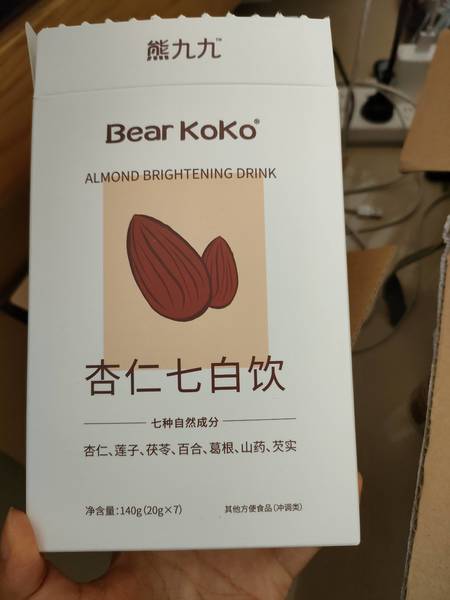 熊九九™
Bear KoKo®
ALMOND BRIGHTENING DRINK
杏仁七白饮
七种自然成分
杏仁、莲子、茯苓、百合、葛根、山药、芡实
净含量:140g(20g×7)
其他方便食品(冲调类)